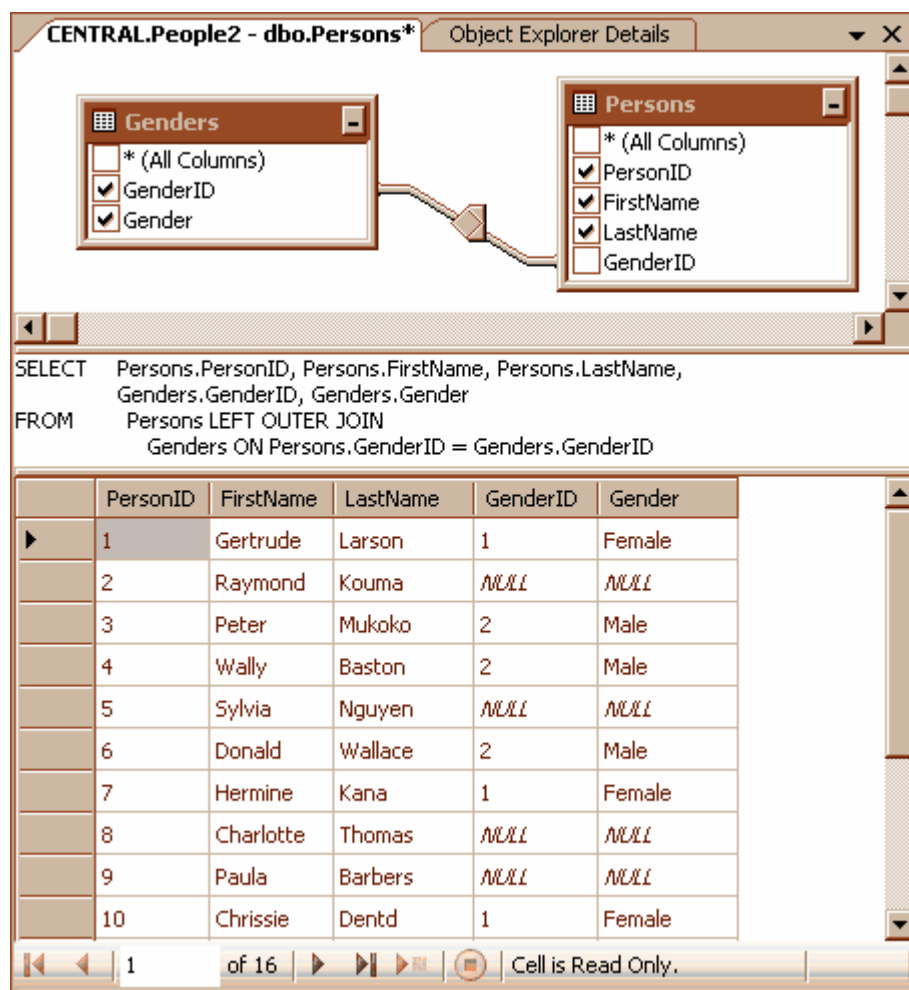 CENTRAL.People2 - dbo.Persons* Object Explorer Details
Genders
* (All Columns)
GenderID
Gender
Persons
* (All Columns)
PersonID
FirstName
LastName
GenderID
SELECT Persons.PersonID, Persons.FirstName, Persons.LastName,
Genders.GenderID, Genders.Gender
FROM Persons LEFT OUTER JOIN
Genders ON Persons.GenderID = Genders.GenderID
PersonID FirstName LastName GenderID Gender
1 Gertrude Larson 1 Female
2 Raymond Kouma NULL NULL
3 Peter Mukoko 2 Male
4 Wally Baston 2 Male
5 Sylvia Nguyen NULL NULL
6 Donald Wallace 2 Male
7 Hermine Kana 1 Female
8 Charlotte Thomas NULL NULL
9 Paula Barbers NULL NULL
10 Chrissie Dentd 1 Female
1 of 16 Cell is Read Only.